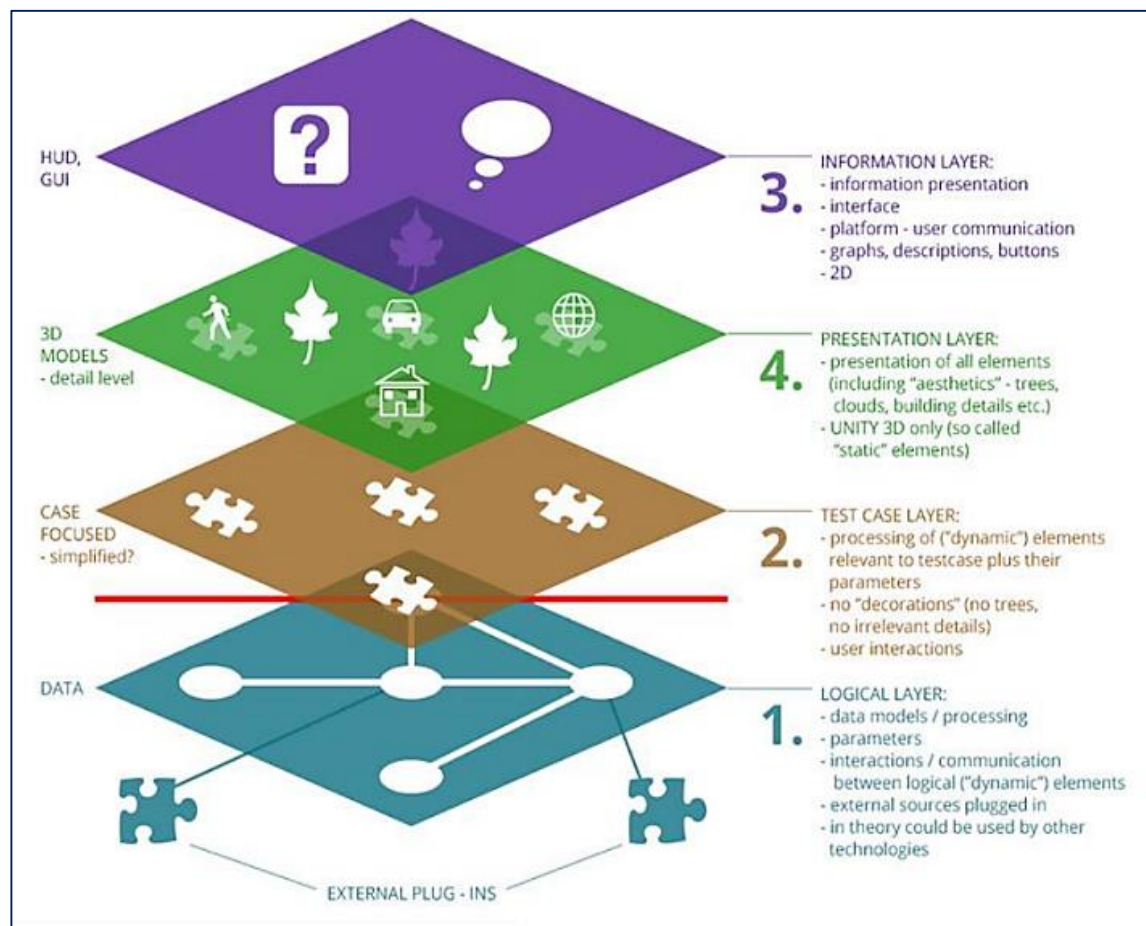 ?
HUD,
GUI
3.
INFORMATION LAYER:
- information presentation
- interface
- platform - user communication
- graphs, descriptions, buttons
- 2D
3D
MODELS
- detail level
4.
PRESENTATION LAYER:
- presentation of all elements
(including “aesthetics” - trees,
clouds, building details etc.)
- UNITY 3D only (so called
“static” elements)
CASE
FOCUSED
- simplified?
2.
TEST CASE LAYER:
- processing of (“dynamic”) elements
relevant to testcase plus their
parameters
- no “decorations” (no trees,
no irrelevant details)
- user interactions
DATA
1.
LOGICAL LAYER:
- data models / processing
- parameters
- interactions / communication
between logical (“dynamic”) elements
- external sources plugged in
- in theory could be used by other
technologies
EXTERNAL PLUG - INS